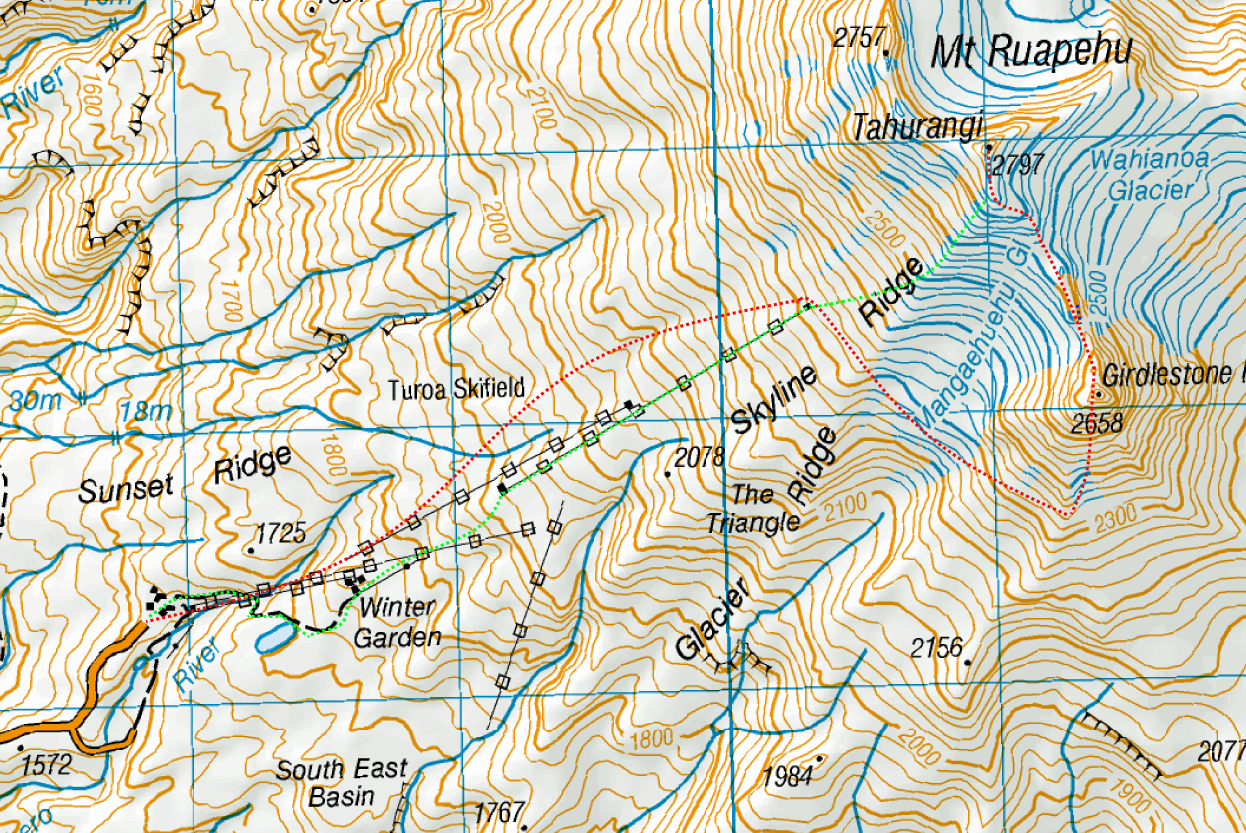 2757
Mt Ruapehu
River
1600
2100
Tahurangi
2797
Wahianoa
Glacier
2000
2500
1700
Mangaehuehu Gl
2500
Ridge
Turoa Skifield
Girdlestone
30m
18m
Skyline
2658
Sunset Ridge
1800
2078
Ridge
The
Triangle
2100
2300
1725
Winter
Garden
Glacier
2156
River
1800
2000
1572
South East
Basin
1984
2077
1767
1900